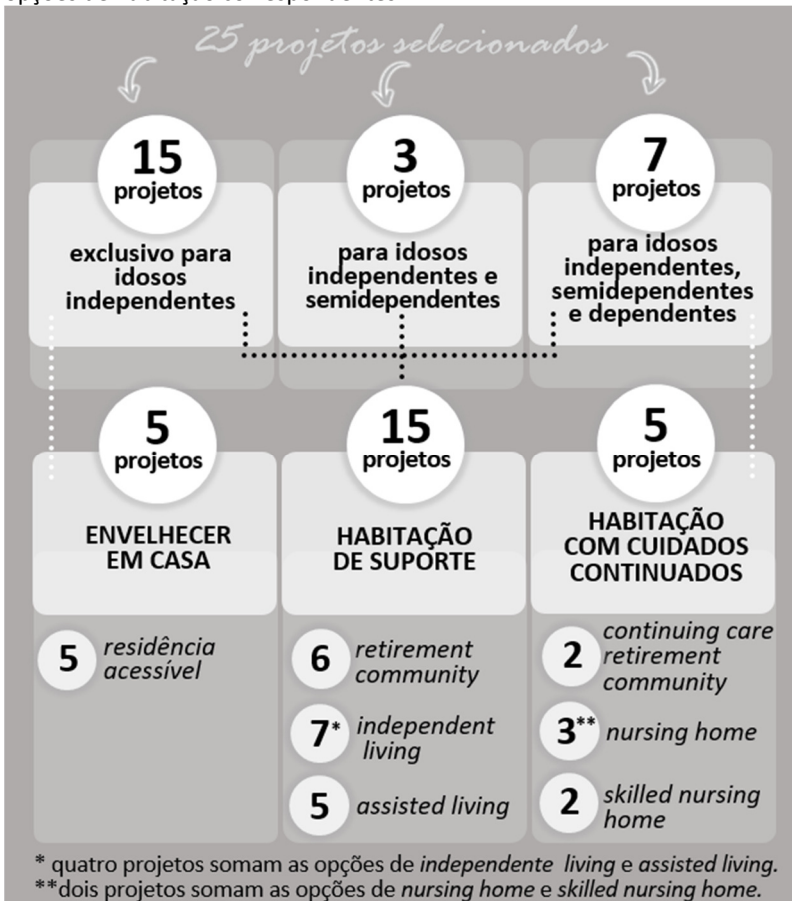 25 projetos selecionados
15
projetos
exclusivo para
idosos
independentes
3
projetos
para idosos
independentes e
semidependentes
7
projetos
para idosos
independentes,
semidependentes
e dependentes
5
projetos
ENVELHECER
EM CASA
5 residência
acessível
15
projetos
HABITAÇÃO
DE SUPORTE
6 retirement
community
7* independent
living
5 assisted living
5
projetos
HABITAÇÃO
COM CUIDADOS
CONTINUADOS
2 continuing care
retirement
community
3** nursing home
2 skilled nursing
home
* quatro projetos somam as opções de independente living e assisted living.
**dois projetos somam as opções de nursing home e skilled nursing home.